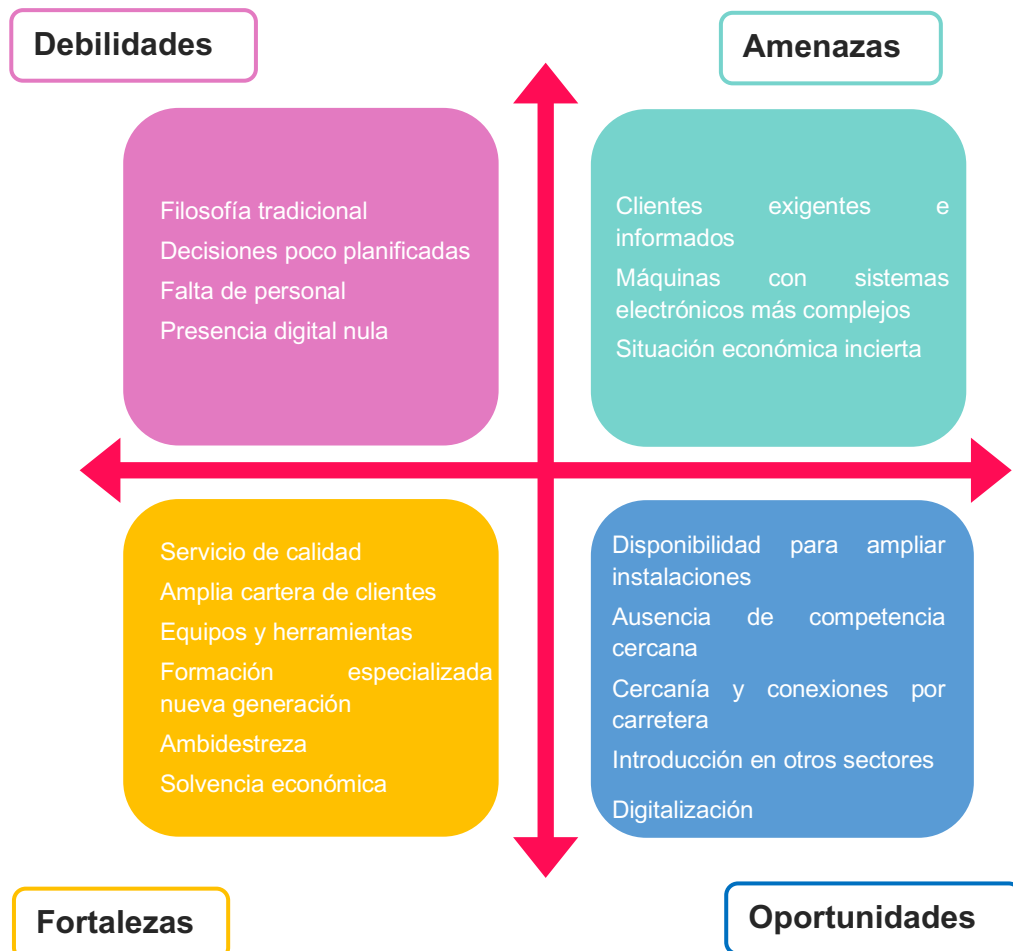 Debilidades
Amenazas
Filosofía tradicional
Decisiones poco planificadas
Falta de personal
Presencia digital nula
Clientes exigentes e
informados
Máquinas con sistemas
electrónicos más complejos
Situación económica incierta
Servicio de calidad
Amplia cartera de clientes
Equipos y herramientas
Formación especializada
nueva generación
Ambidestreza
Solvencia económica
Disponibilidad para ampliar
instalaciones
Ausencia de competencia
cercana
Cercanía y conexiones por
carretera
Introducción en otros sectores
Digitalización
Fortalezas
Oportunidades